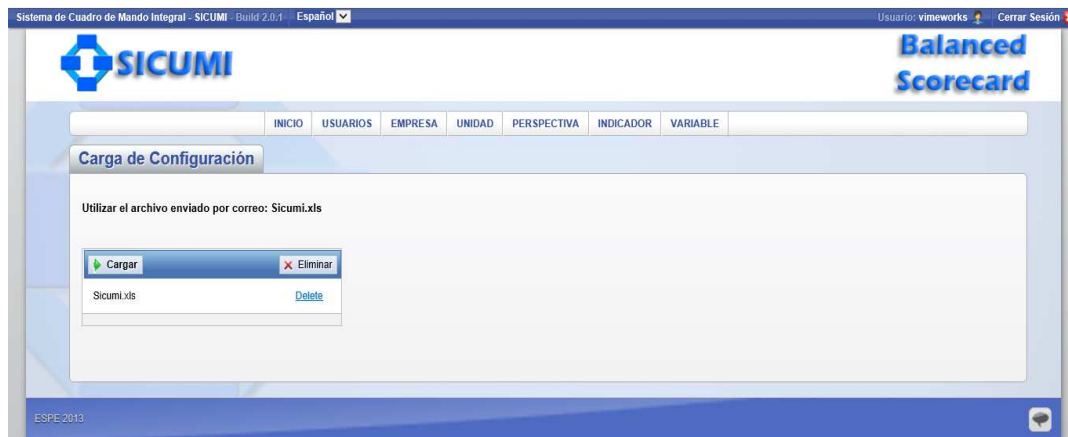 Sistema de Cuadro de Mando Integral - SICUMI - Build 2.0.1 Español Usuario: vimeworks Cerrar Sesión
SICUMI
Balanced
Scorecard
INICIO USUARIOS EMPRESA UNIDAD PERSPECTIVA INDICADOR VARIABLE
Carga de Configuración
Utilizar el archivo enviado por correo: Sicumi.xls
Cargar Eliminar
Sicumi.xls Delete
ESPE 2013